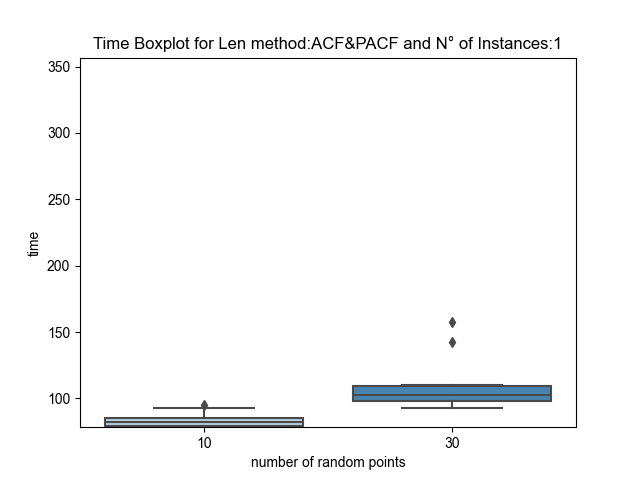 Time Boxplot for Len method:ACF&PACF and N° of Instances:1
350
300
250
200
150
100
time
10
30
number of random points